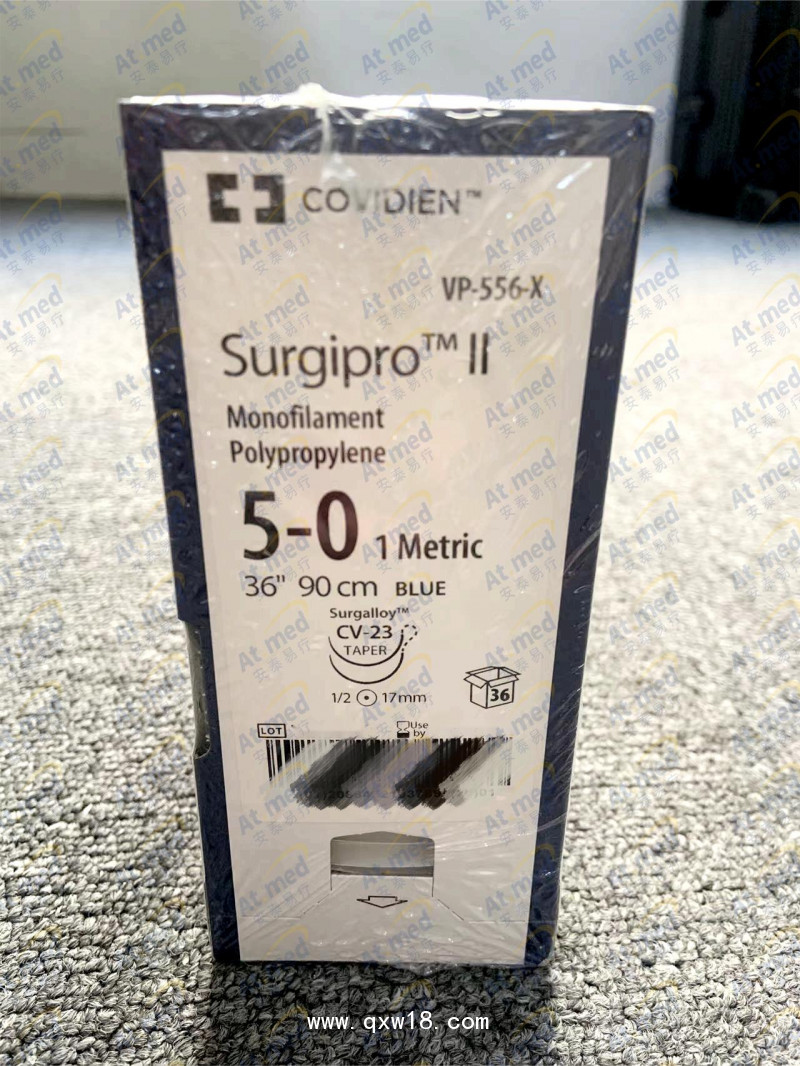 COVIDIEN™
VP-556-X
Surgipro™ II
Monofilament
Polypropylene
5-0 1 Metric
36" 90 cm BLUE
Surgalloy™
CV-23
TAPER
1/2 17mm
36
LOT
Use
by
At med
安泰易疗
www.qxw18.com